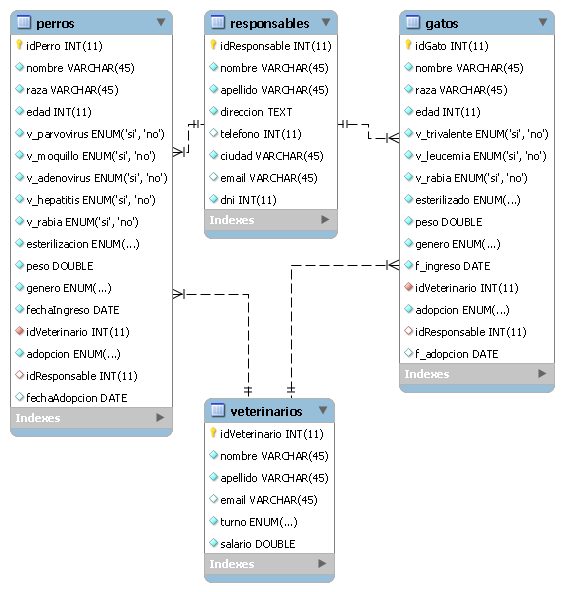 perros
idPerro INT(11)
nombre VARCHAR(45)
raza VARCHAR(45)
edad INT(11)
v_parvovirus ENUM('si', 'no')
v_moquillo ENUM('si', 'no')
v_adenovirus ENUM('si', 'no')
v_hepatitis ENUM('si', 'no')
v_rabia ENUM('si', 'no')
esterilizacion ENUM(...)
peso DOUBLE
genero ENUM(...)
fechaIngreso DATE
idVeterinario INT(11)
adopcion ENUM(...)
idResponsable INT(11)
fechaAdopcion DATE
Indexes
responsables
idResponsable INT(11)
nombre VARCHAR(45)
apellido VARCHAR(45)
direccion TEXT
telefono INT(11)
ciudad VARCHAR(45)
email VARCHAR(45)
dni INT(11)
Indexes
gatos
idGato INT(11)
nombre VARCHAR(45)
raza VARCHAR(45)
edad INT(11)
v_trivalente ENUM('si', 'no')
v_leucemia ENUM('si', 'no')
v_rabia ENUM('si', 'no')
esterilizado ENUM(...)
peso DOUBLE
genero ENUM(...)
f_ingreso DATE
idVeterinario INT(11)
adopcion ENUM(...)
idResponsable INT(11)
f_adopcion DATE
Indexes
veterinarios
idVeterinario INT(11)
nombre VARCHAR(45)
apellido VARCHAR(45)
email VARCHAR(45)
turno ENUM(...)
salario DOUBLE
Indexes